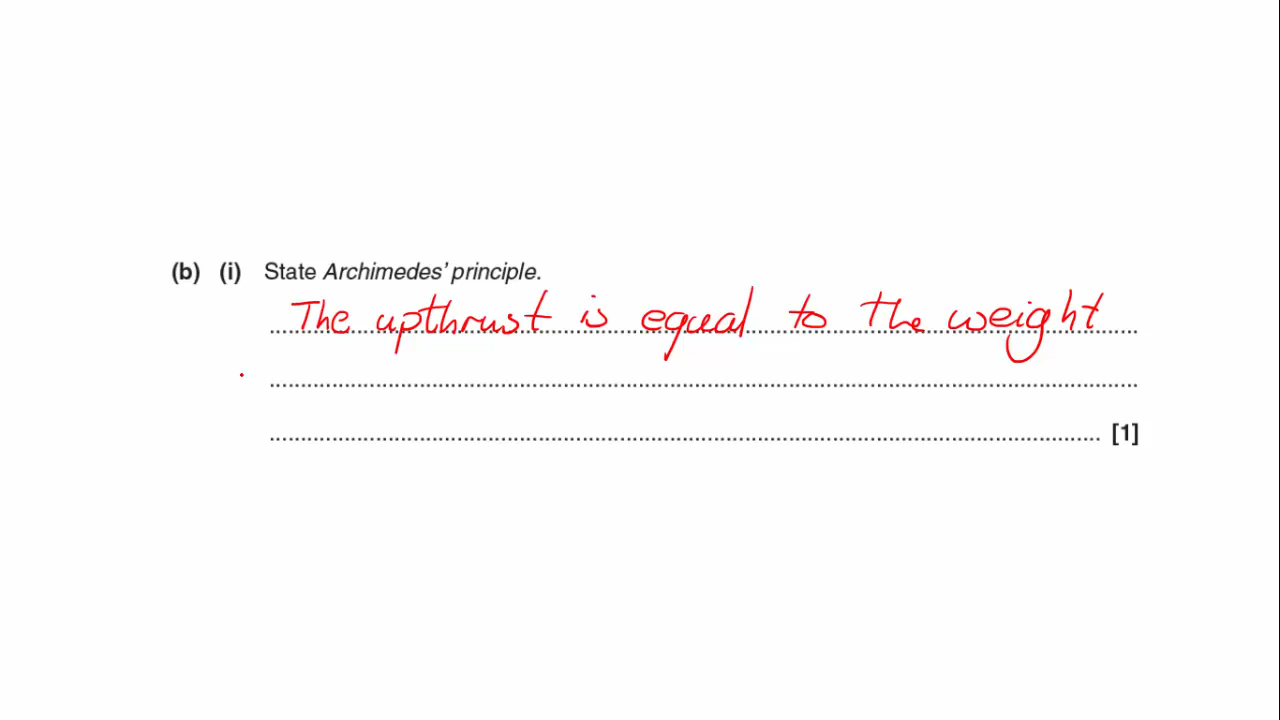 (b) (i) State Archimedes' principle.
The upthrust is equal to the weight
[1]